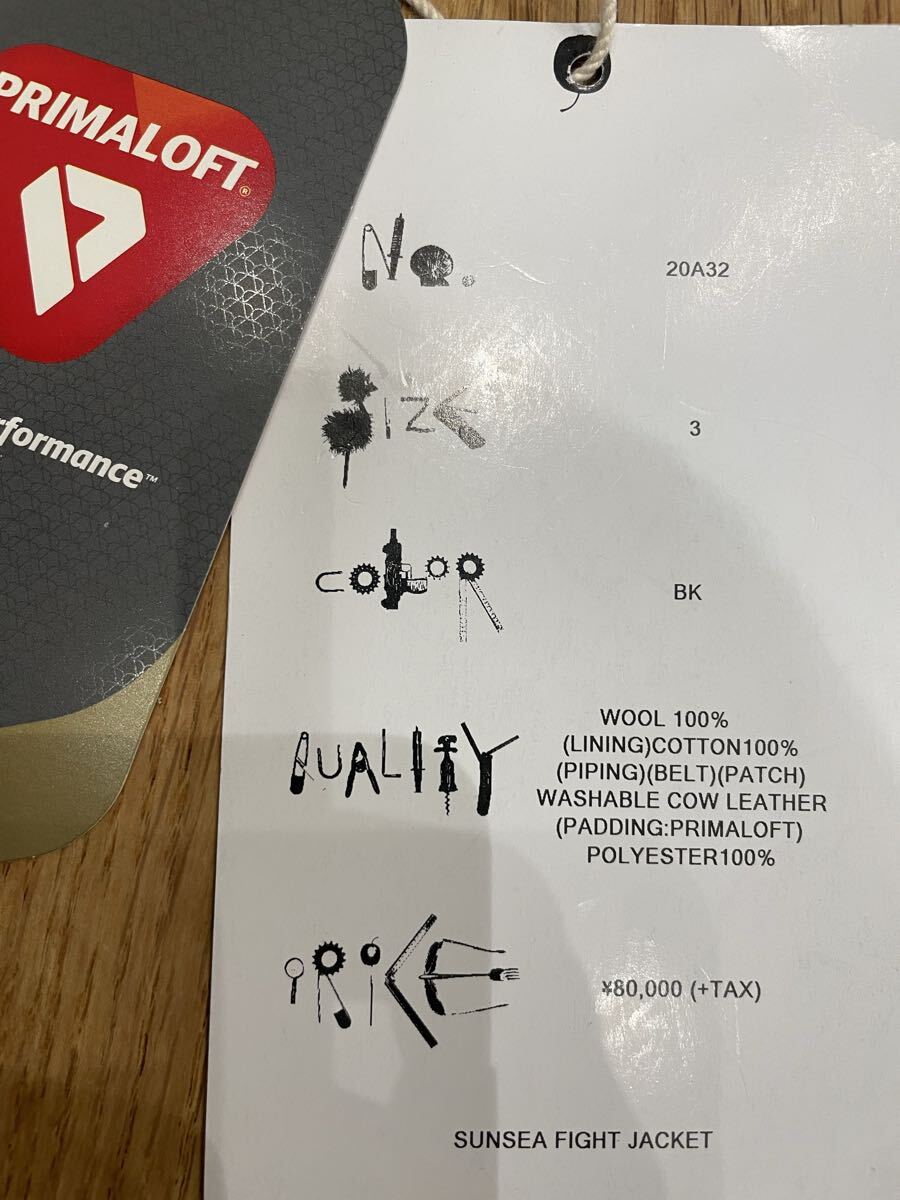 PRIMALOFT®
rformance™
No. 20A32
SIZE 3
COLOR BK
QUALITY
WOOL 100%
(LINING)COTTON100%
(PIPING)(BELT)(PATCH)
WASHABLE COW LEATHER
(PADDING:PRIMALOFT)
POLYESTER100%
PRICE ¥80,000 (+TAX)
SUNSEA FIGHT JACKET